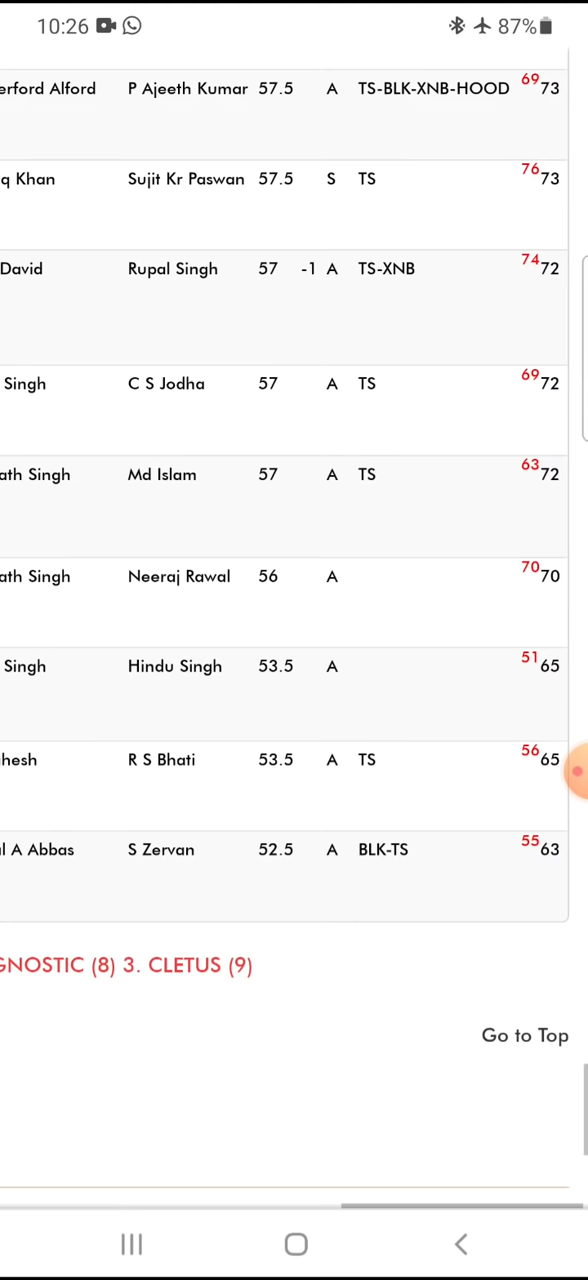 10:26 87%
erford Alford P Ajeeth Kumar 57.5 A TS-BLK-XNB-HOOD 69 73
q Khan Sujit Kr Paswan 57.5 S TS 76 73
David Rupal Singh 57 -1 A TS-XNB 74 72
Singh C S Jodha 57 A TS 69 72
ath Singh Md Islam 57 A TS 63 72
ath Singh Neeraj Rawal 56 A 70 70
Singh Hindu Singh 53.5 A 51 65
hesh R S Bhati 53.5 A TS 56 65
l A Abbas S Zervan 52.5 A BLK-TS 55 63
GNOSTIC (8) 3. CLETUS (9)
Go to Top